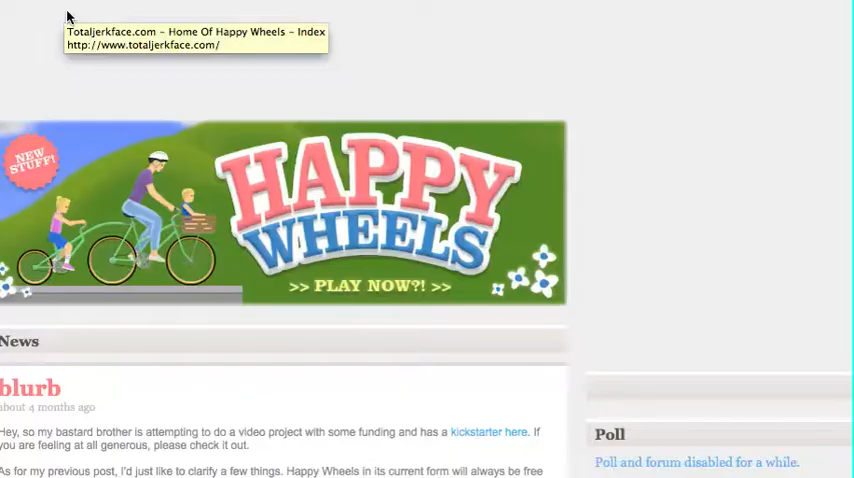 Totaljerkface.com - Home Of Happy Wheels - Index
http://www.totaljerkface.com/
NEW
STUFF!
HAPPY
WHEELS
>> PLAY NOW?! >>
News
blurb
about 4 months ago
Hey, so my bastard brother is attempting to do a video project with some funding and has a kickstarter here. If
you are feeling at all generous, please check it out.
As for my previous post, I'd just like to clarify a few things. Happy Wheels in its current form will always be free
Poll
Poll and forum disabled for a while.